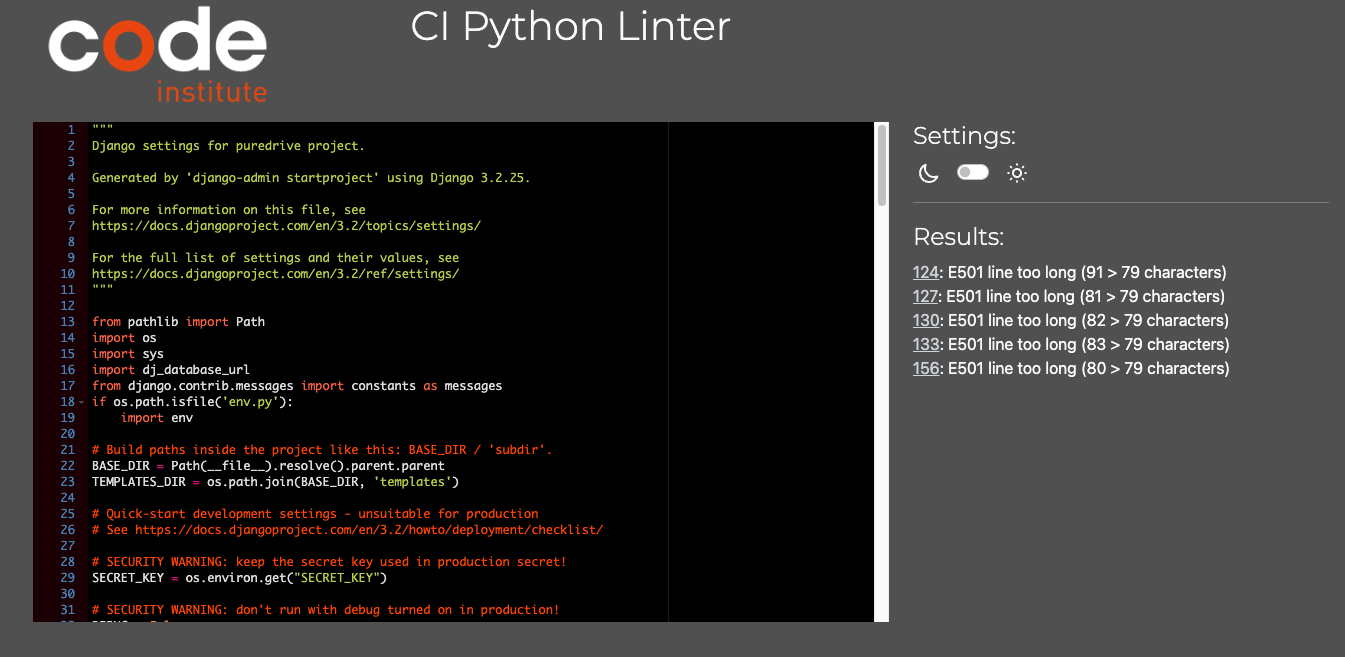 code
institute
CI Python Linter
1 """
2 Django settings for puredrive project.
3
4 Generated by 'django-admin startproject' using Django 3.2.25.
5
6 For more information on this file, see
7 https://docs.djangoproject.com/en/3.2/topics/settings/
8
9 For the full list of settings and their values, see
10 https://docs.djangoproject.com/en/3.2/ref/settings/
11 """
12
13 from pathlib import Path
14 import os
15 import sys
16 import dj_database_url
17 from django.contrib.messages import constants as messages
18 if os.path.isfile('env.py'):
19     import env
20
21 # Build paths inside the project like this: BASE_DIR / 'subdir'.
22 BASE_DIR = Path(__file__).resolve().parent.parent
23 TEMPLATES_DIR = os.path.join(BASE_DIR, 'templates')
24
25 # Quick-start development settings - unsuitable for production
26 # See https://docs.djangoproject.com/en/3.2/howto/deployment/checklist/
27
28 # SECURITY WARNING: keep the secret key used in production secret!
29 SECRET_KEY = os.environ.get("SECRET_KEY")
30
31 # SECURITY WARNING: don't run with debug turned on in production!
Settings:
Results:
124: E501 line too long (91 > 79 characters)
127: E501 line too long (81 > 79 characters)
130: E501 line too long (82 > 79 characters)
133: E501 line too long (83 > 79 characters)
156: E501 line too long (80 > 79 characters)